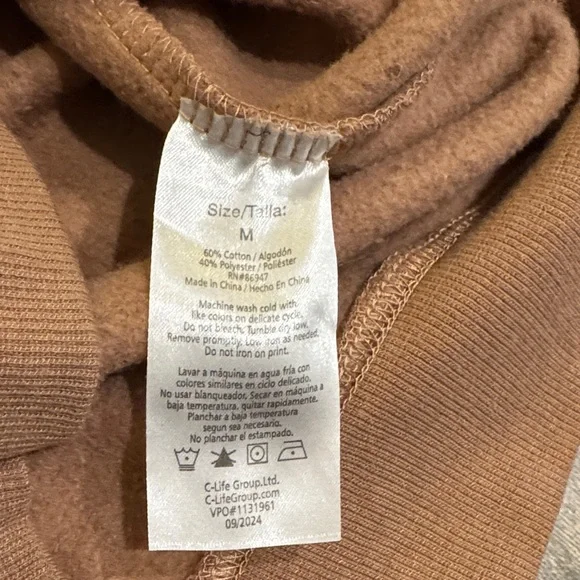 Size/Talla:
M
60% Cotton / Algodón
40% Polyester / Poliéster
RN#86947
Made in China / Hecho En China
Machine wash cold with
like colors on delicate cycle.
Do not bleach. Tumble dry low.
Remove promptly. Low iron as needed.
Do not iron on print.
Lavar a máquina en agua fría con
colores similares en ciclo delicado.
No usar blanqueador. Secar en máquina a
baja temperatura, quitar rapidamente.
Planchar a baja temperatura
segun sea necesario.
No planchar el estampado.
C-Life Group.Ltd.
C-LifeGroup.com
VPO#1131961
09/2024